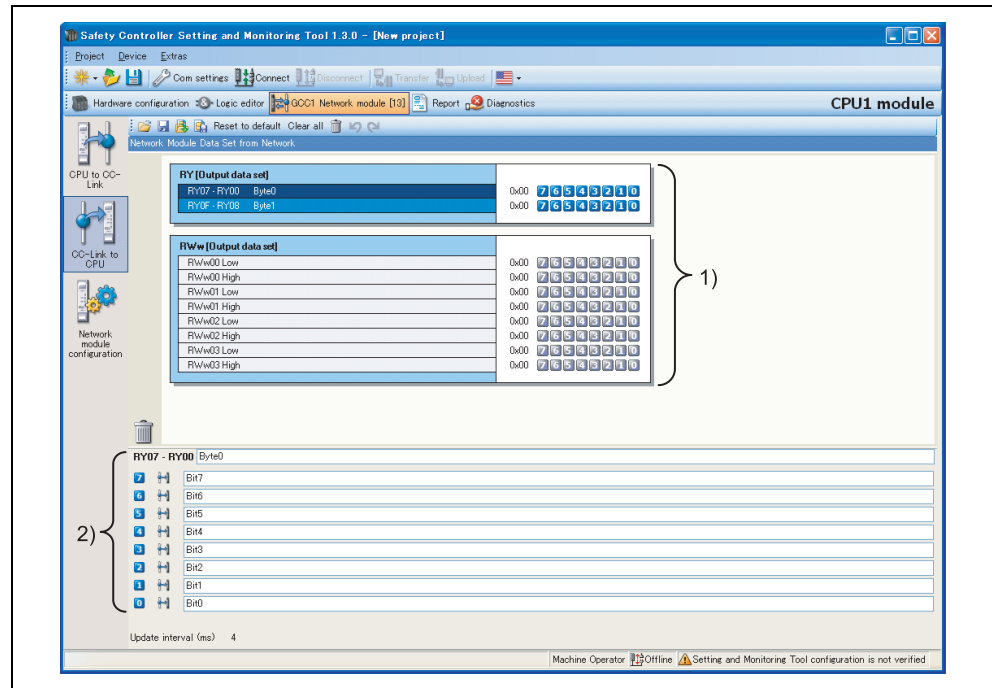 Safety Controller Setting and Monitoring Tool 1.3.0 - [New project]
Project Device Extras
Com settings Connect Disconnect Transfer Upload
Hardware configuration Logic editor GCC1 Network module [13] Report Diagnostics CPU1 module
Reset to default Clear all
Network Module Data Set from Network
CPU to CC-
Link
CC-Link to
CPU
Network
module
configuration
RY [Output data set]
RY07 - RY00 Byte0 0x00 7 6 5 4 3 2 1 0
RY0F - RY08 Byte1 0x00 7 6 5 4 3 2 1 0
RWw [Output data set]
RWw00 Low 0x00 7 6 5 4 3 2 1 0
RWw00 High 0x00 7 6 5 4 3 2 1 0
RWw01 Low 0x00 7 6 5 4 3 2 1 0
RWw01 High 0x00 7 6 5 4 3 2 1 0
RWw02 Low 0x00 7 6 5 4 3 2 1 0
RWw02 High 0x00 7 6 5 4 3 2 1 0
RWw03 Low 0x00 7 6 5 4 3 2 1 0
RWw03 High 0x00 7 6 5 4 3 2 1 0
1)
RY07 - RY00 Byte0
7 Bit7
6 Bit6
5 Bit5
4 Bit4
3 Bit3
2 Bit2
1 Bit1
0 Bit0
2)
Update interval (ms) 4
Machine Operator Offline Setting and Monitoring Tool configuration is not verified